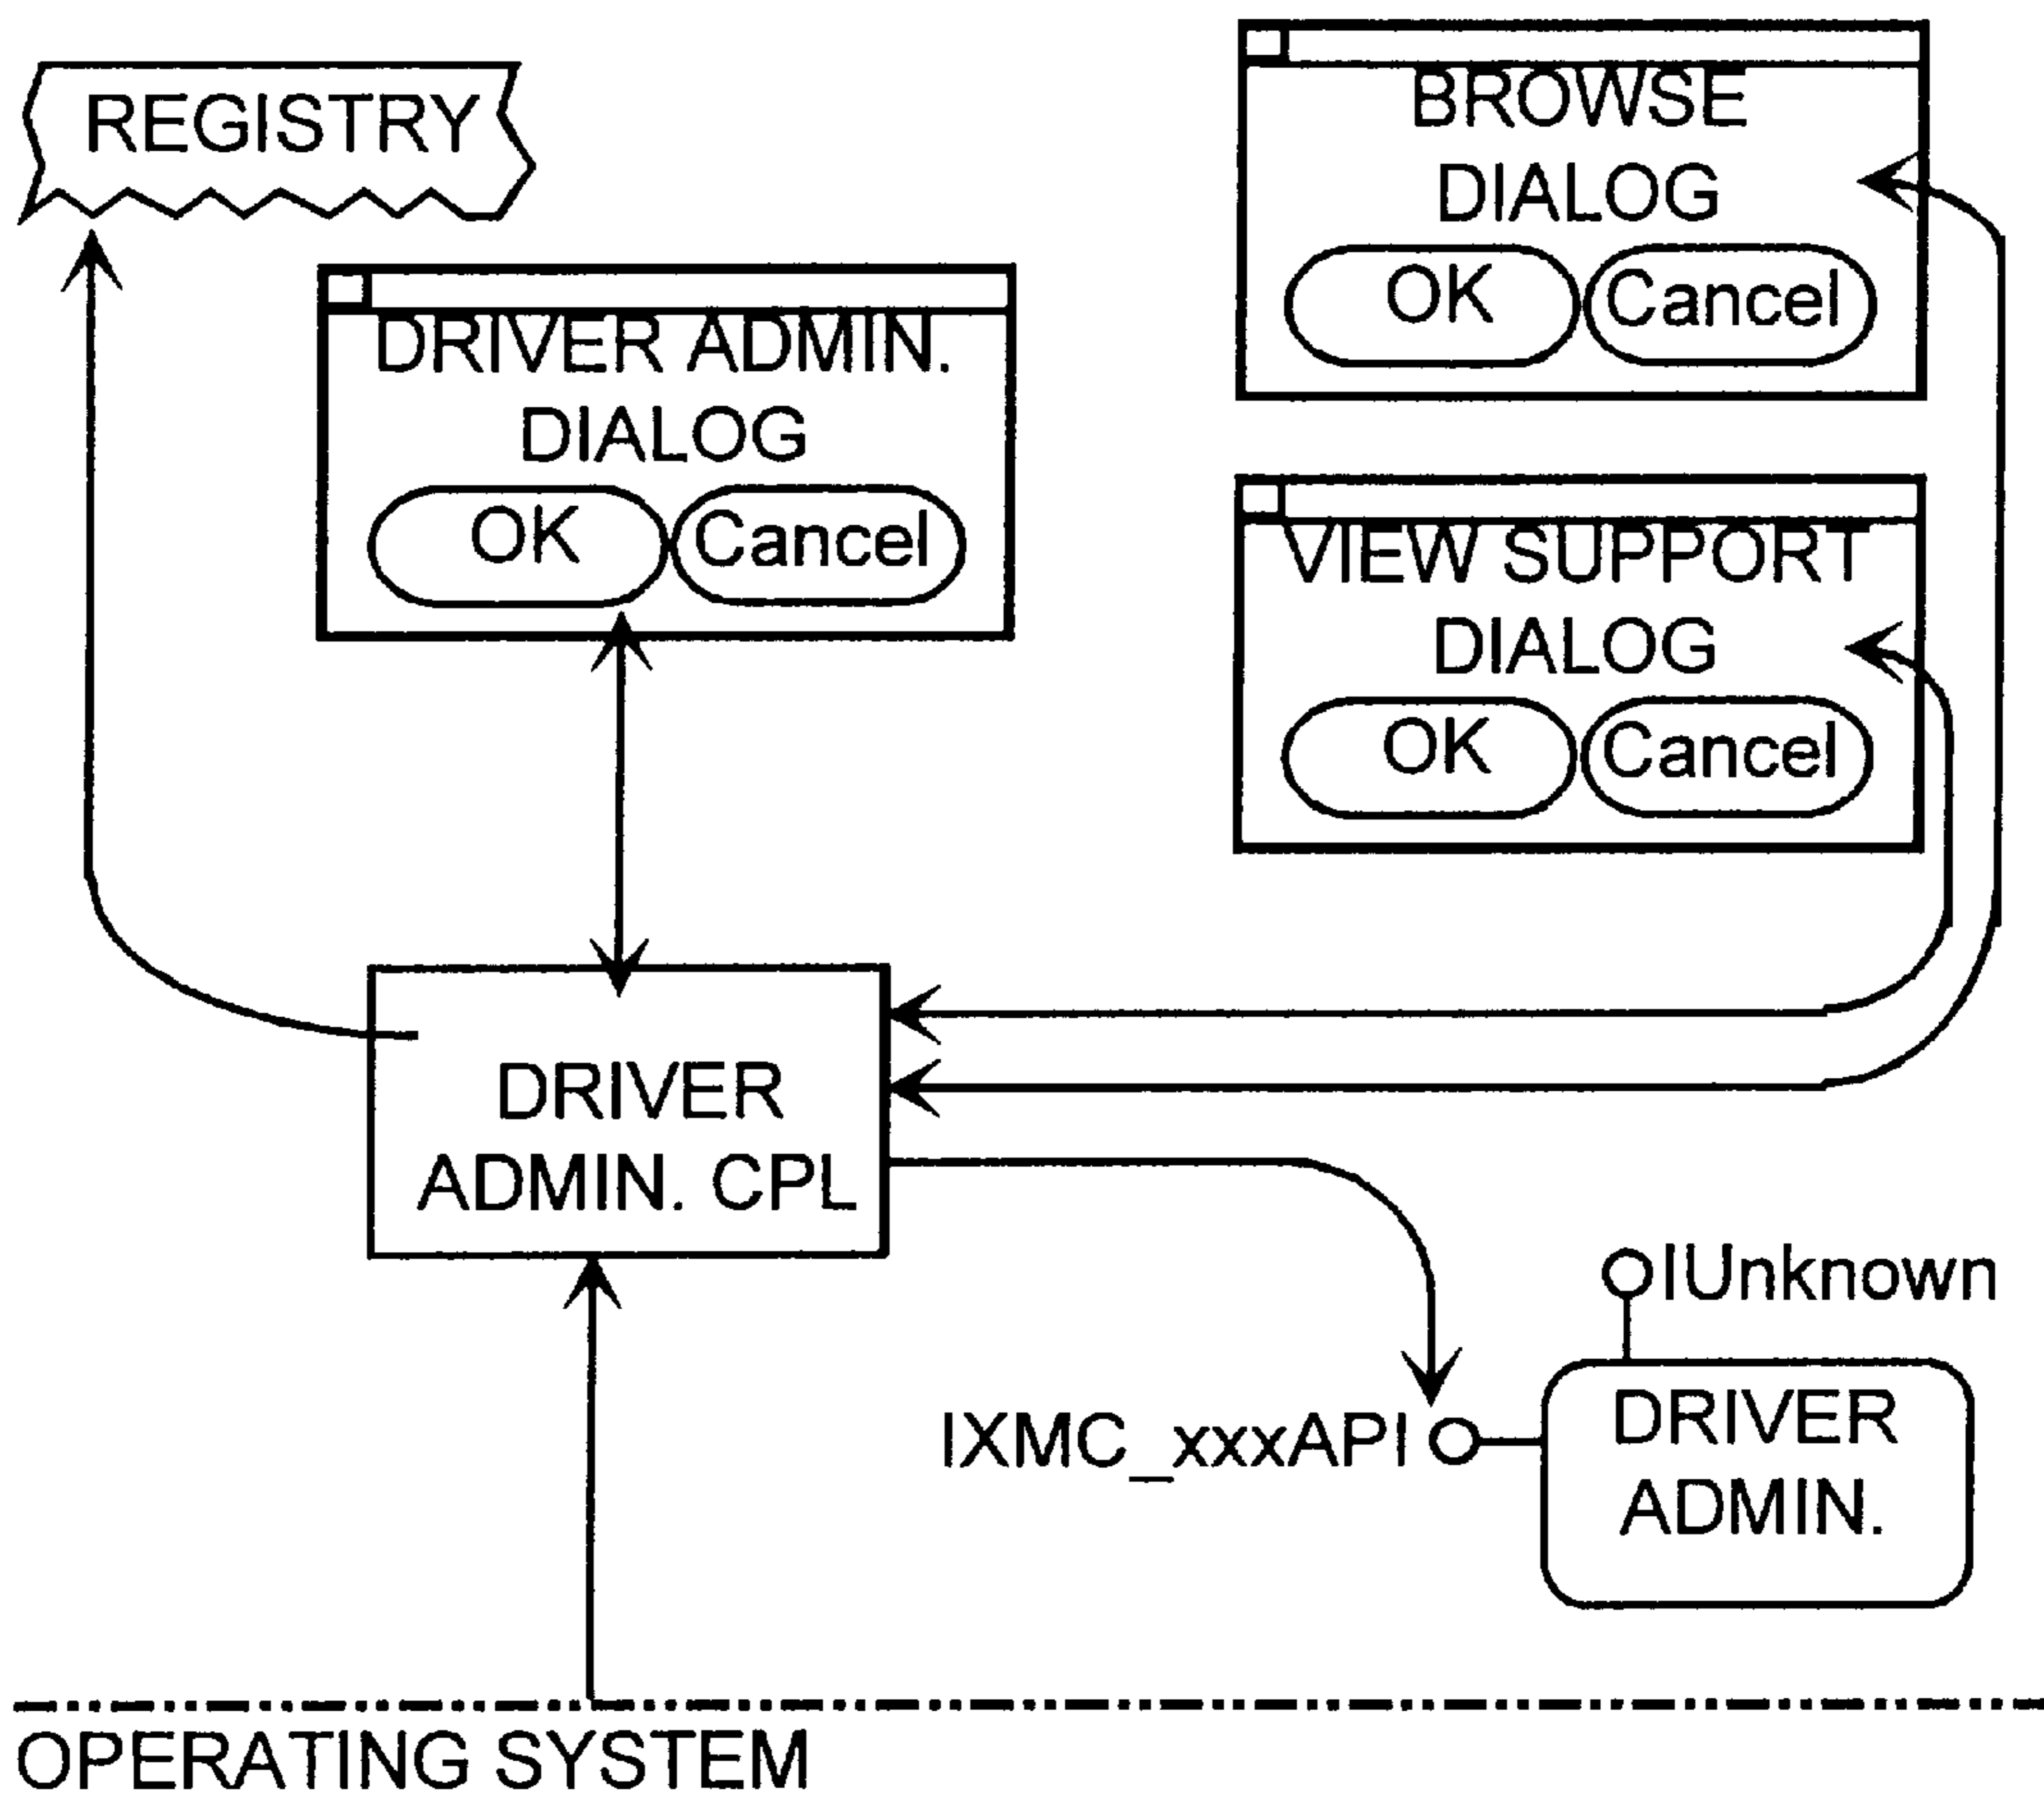 REGISTRY
BROWSE
DIALOG
OK Cancel
DRIVER ADMIN.
DIALOG
OK Cancel
VIEW SUPPORT
DIALOG
OK Cancel
DRIVER
ADMIN. CPL
IUnknown
IXMC_xxxAPI
DRIVER
ADMIN.
OPERATING SYSTEM